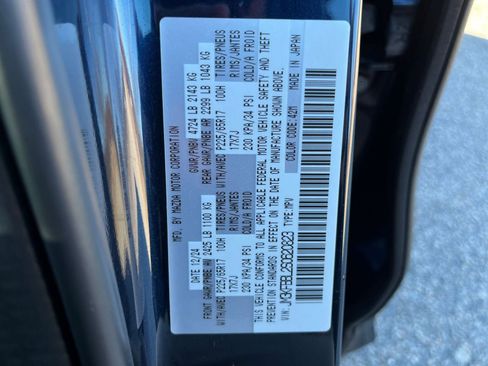 MFD. BY MAZDA MOTOR CORPORATION
DATE: 12/24 GVWR/PNBV 4724 LB 2143 KG
FRONT GAWR/PNBE AV 2425 LB 1100 KG REAR GAWR/PNBE AR 2299 LB 1043 KG
WITH/AVEC P225/65R17 100H TIRES/PNEUS WITH/AVEC P225/65R17 100H TIRES/PNEUS
17X7J RIMS/JANTES 17X7J RIMS/JANTES
230 KPA/34 PSI COLD/A FROID 230 KPA/34 PSI COLD/A FROID
THIS VEHICLE CONFORMS TO ALL APPLICABLE FEDERAL MOTOR VEHICLE SAFETY AND THEFT
PREVENTION STANDARDS IN EFFECT ON THE DATE OF MANUFACTURE SHOWN ABOVE.
COLOR CODE:42M MADE IN JAPAN
VIN: TYPE:MPV